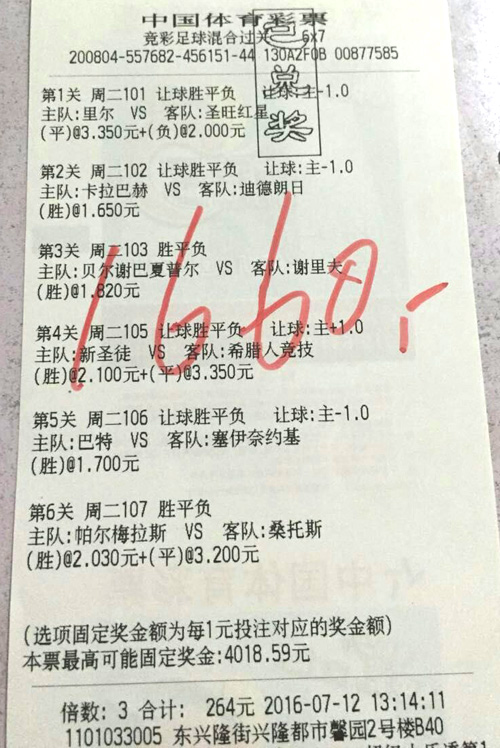 中国体育彩票
竞彩足球混合过关 6x7
200804-557682-456151-44 130A2F0B 00877585
已兑奖
第1关 周二101 让球胜平负 让球:主-1.0
主队:里尔 VS 客队:圣旺红星
(平)@3.350元+(负)@2.000元
第2关 周二102 让球胜平负 让球:主-1.0
主队:卡拉巴赫 VS 客队:迪德朗日
(胜)@1.650元
第3关 周二103 胜平负
主队:贝尔谢巴夏普尔 VS 客队:谢里夫
(胜)@1.820元
1660,-
第4关 周二105 让球胜平负 让球:主+1.0
主队:新圣徒 VS 客队:希腊人竞技
(胜)@2.100元+(平)@3.350元
第5关 周二106 让球胜平负 让球:主-1.0
主队:巴特 VS 客队:塞伊奈约基
(胜)@1.700元
第6关 周二107 胜平负
主队:帕尔梅拉斯 VS 客队:桑托斯
(胜)@2.030元+(平)@3.200元
(选项固定奖金额为每1元投注对应的奖金额)
本票最高可能固定奖金:4018.59元
倍数: 3 合计: 264元 2016-07-12 13:14:11
1101033005 东兴隆街兴隆都市馨园2号楼B40